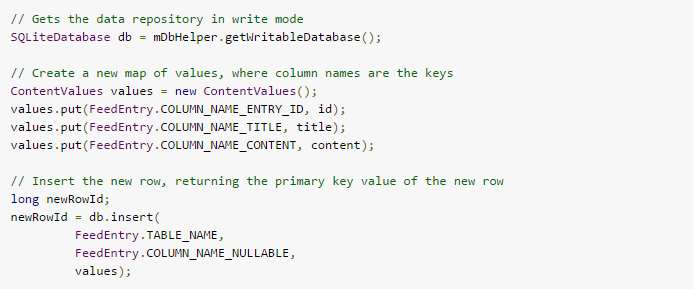 // Gets the data repository in write mode
SQLiteDatabase db = mDbHelper.getWritableDatabase();
// Create a new map of values, where column names are the keys
ContentValues values = new ContentValues();
values.put(FeedEntry.COLUMN_NAME_ENTRY_ID, id);
values.put(FeedEntry.COLUMN_NAME_TITLE, title);
values.put(FeedEntry.COLUMN_NAME_CONTENT, content);
// Insert the new row, returning the primary key value of the new row
long newRowId;
newRowId = db.insert(
FeedEntry.TABLE_NAME,
FeedEntry.COLUMN_NAME_NULLABLE,
values);